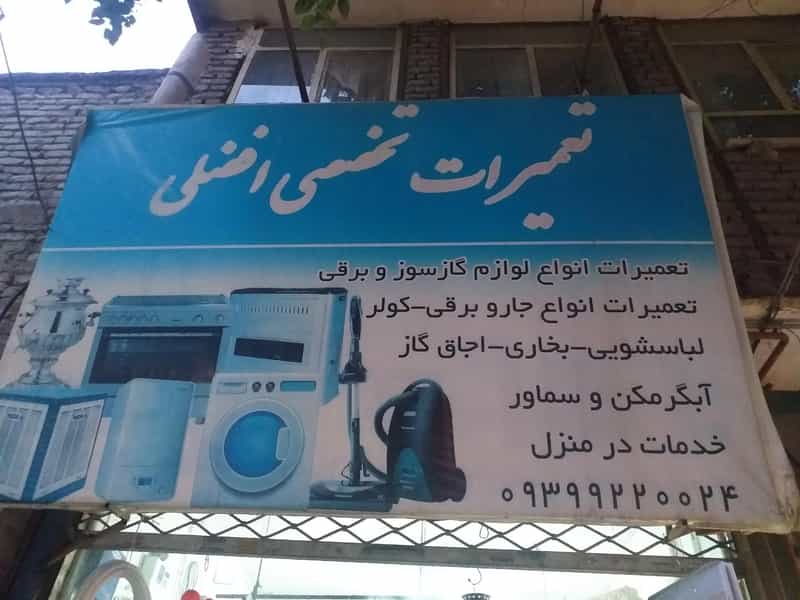 تعمیرات تخصصی افضلی
تعمیرات انواع لوازم گازسوز و برقی
تعمیرات انواع جارو برقی-کولر
لباسشویی-بخاری-اجاق گاز
آبگرمکن و سماور
خدمات در منزل
۰۹۳۹۹۲۲۰۰۲۴